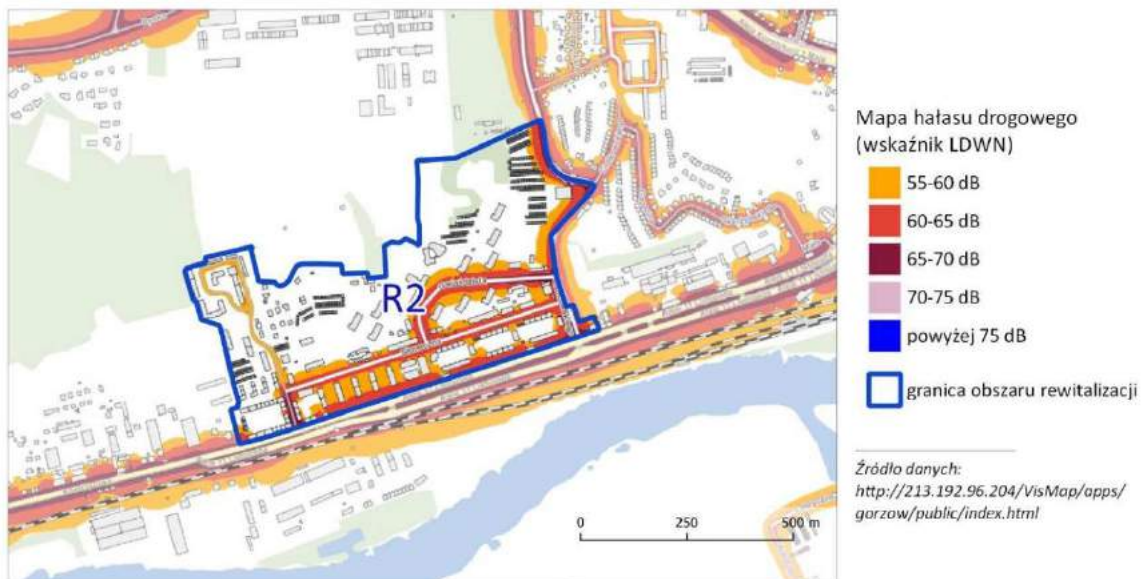 R2
0 250 500 m
Mapa hałasu drogowego
(wskaźnik LDWN)
55-60 dB
60-65 dB
65-70 dB
70-75 dB
powyżej 75 dB
granica obszaru rewitalizacji
Źródło danych:
http://213.192.96.204/VisMap/apps/
gorzow/public/index.html